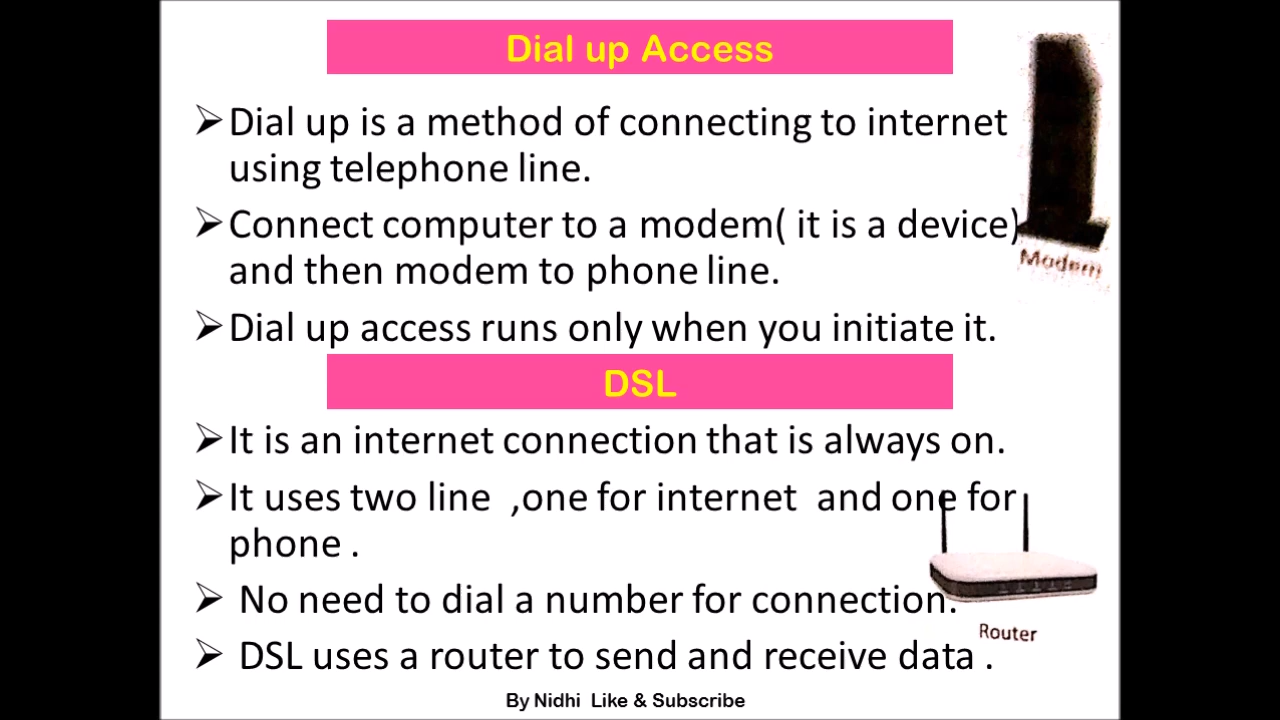 Dial up Access
➢Dial up is a method of connecting to internet
using telephone line.
➢Connect computer to a modem( it is a device)
and then modem to phone line.
Modem
➢Dial up access runs only when you initiate it.
DSL
➢It is an internet connection that is always on.
➢It uses two line ,one for internet and one for
phone .
➢ No need to dial a number for connection.
Router
➢ DSL uses a router to send and receive data .
By Nidhi Like & Subscribe